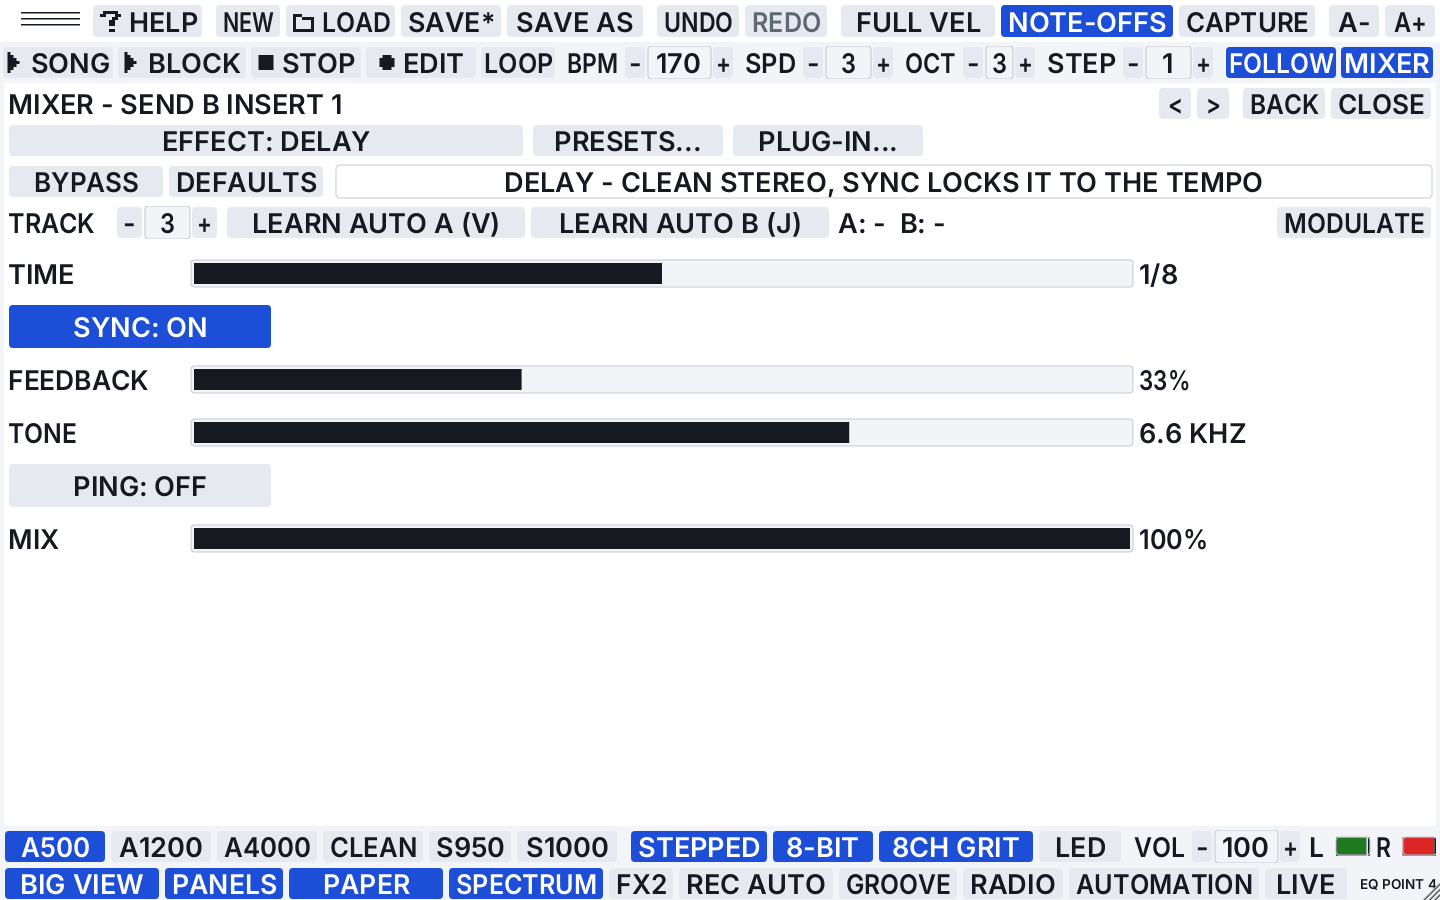 HELP NEW LOAD SAVE* SAVE AS UNDO REDO FULL VEL NOTE-OFFS CAPTURE A- A+
SONG BLOCK STOP EDIT LOOP BPM - 170 + SPD - 3 + OCT - 3 + STEP - 1 + FOLLOW MIXER
MIXER - SEND B INSERT 1 < > BACK CLOSE
EFFECT: DELAY PRESETS... PLUG-IN...
BYPASS DEFAULTS DELAY - CLEAN STEREO, SYNC LOCKS IT TO THE TEMPO
TRACK - 3 + LEARN AUTO A (V) LEARN AUTO B (J) A: - B: - MODULATE
TIME 1/8
SYNC: ON
FEEDBACK 33%
TONE 6.6 KHZ
PING: OFF
MIX 100%
A500 A1200 A4000 CLEAN S950 S1000 STEPPED 8-BIT 8CH GRIT LED VOL - 100 + L R
BIG VIEW PANELS PAPER SPECTRUM FX2 REC AUTO GROOVE RADIO AUTOMATION LIVE EQ POINT 4